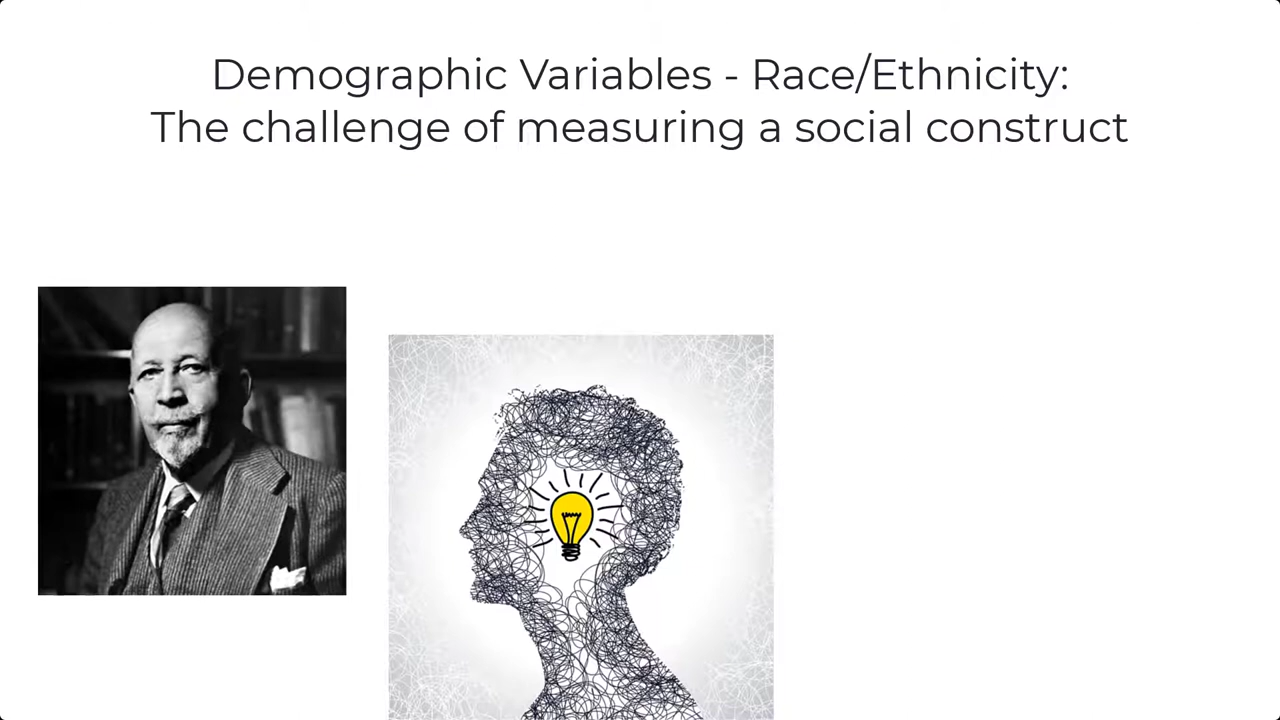 Demographic Variables - Race/Ethnicity:
The challenge of measuring a social construct